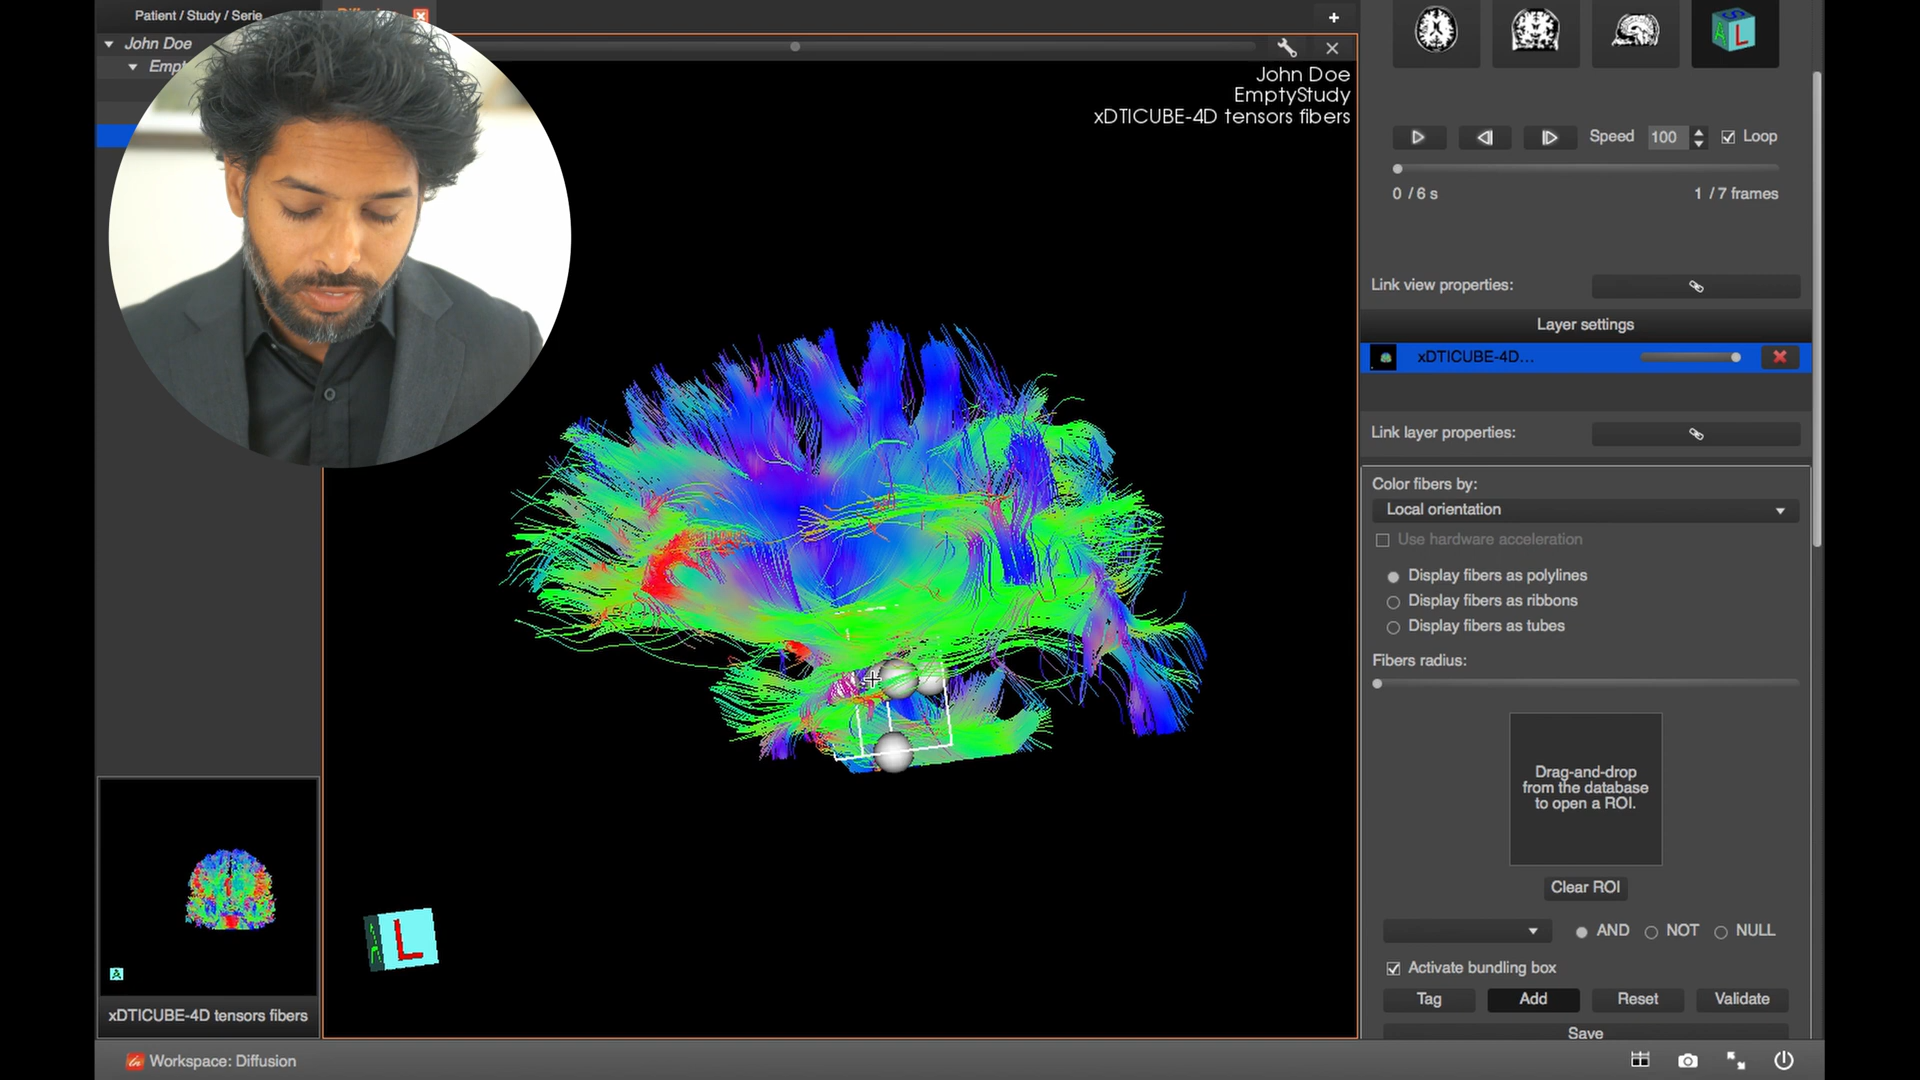 Patient / Study / Serie
John Doe
John Doe
EmptyStudy
xDTICUBE-4D tensors fibers
L
A
L
A
xDTICUBE-4D tensors fibers
Workspace: Diffusion
S
A
L
Speed
100
Loop
0 / 6 s
1 / 7 frames
Link view properties:
Layer settings
xDTICUBE-4D...
Link layer properties:
Color fibers by:
Local orientation
Use hardware acceleration
Display fibers as polylines
Display fibers as ribbons
Display fibers as tubes
Fibers radius:
Drag-and-drop
from the database
to open a ROI.
Clear ROI
AND NOT NULL
Activate bundling box
Tag Add Reset Validate
Save